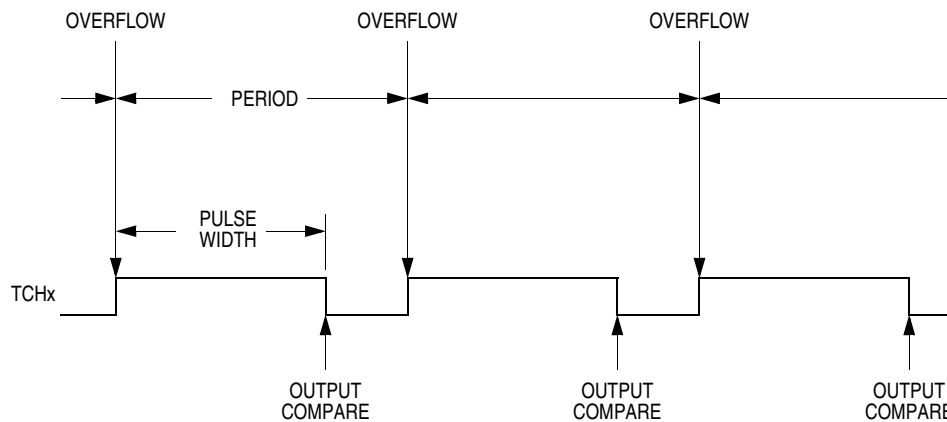 OVERFLOW OVERFLOW OVERFLOW
PERIOD
PULSE
WIDTH
TCHx
OUTPUT
COMPARE
OUTPUT
COMPARE
OUTPUT
COMPARE